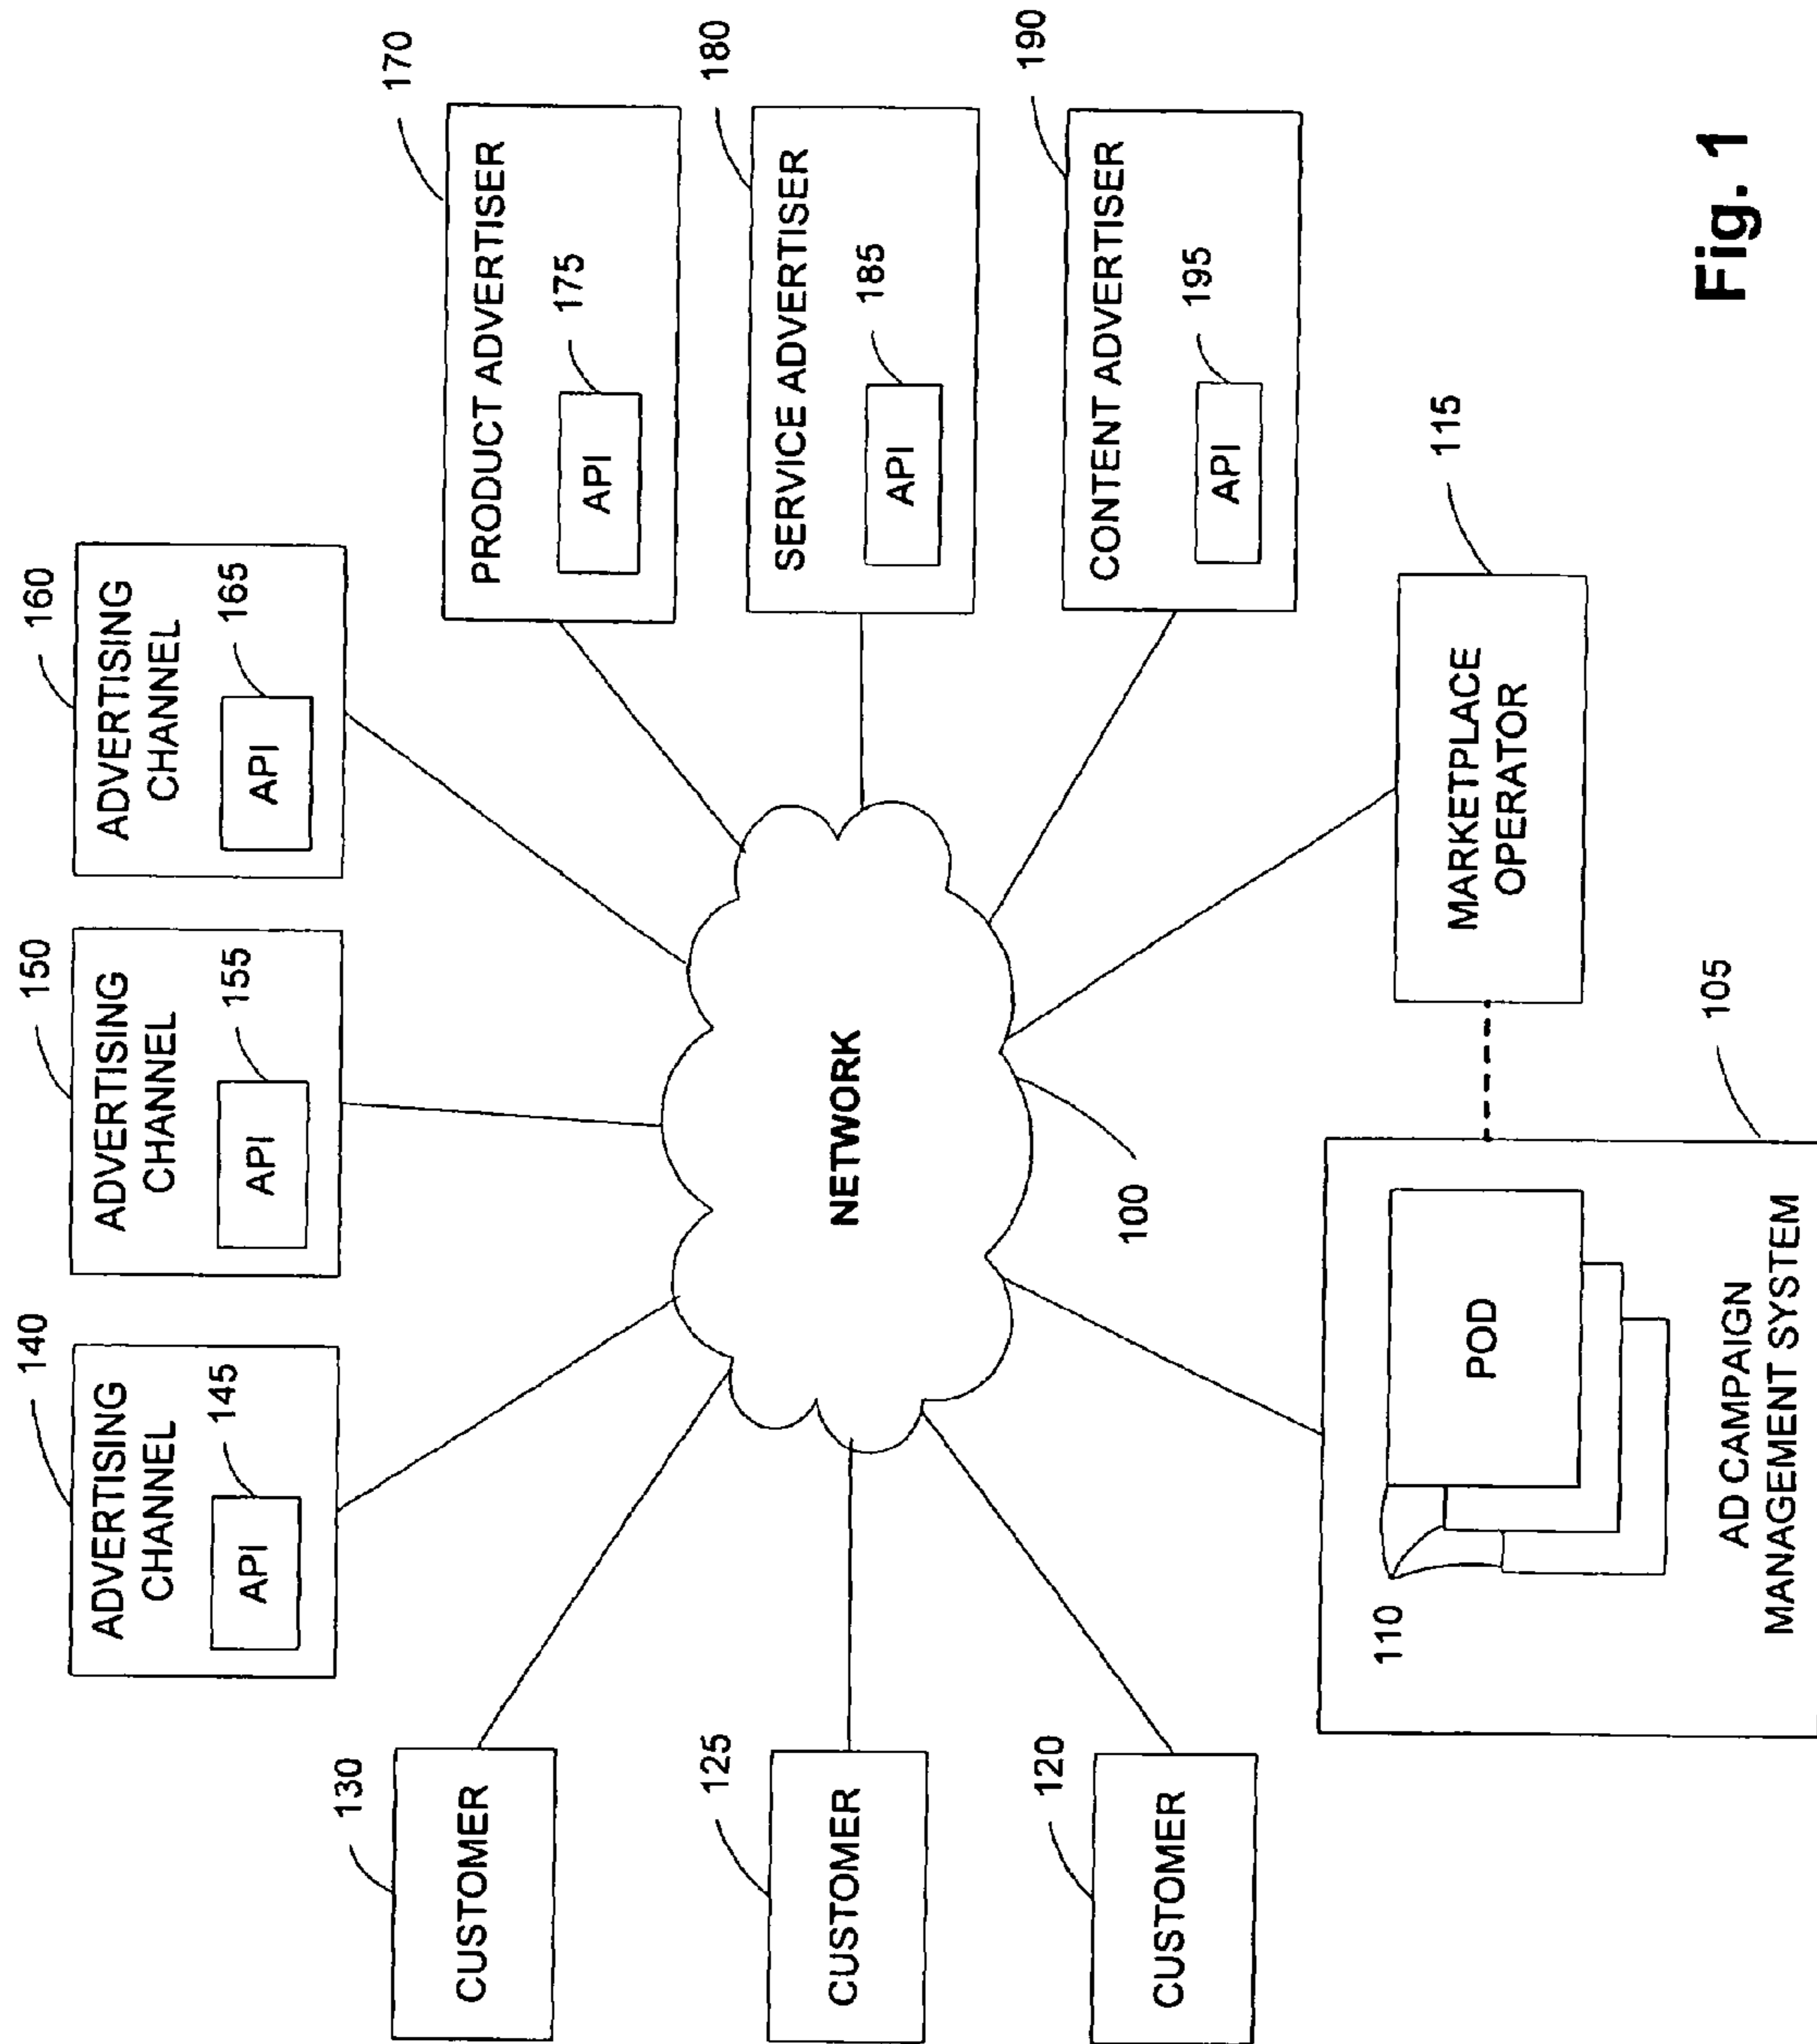 140
ADVERTISING
CHANNEL
145
API
150
ADVERTISING
CHANNEL
155
API
160
ADVERTISING
CHANNEL
165
API
130
CUSTOMER
125
CUSTOMER
120
CUSTOMER
NETWORK
100
170
PRODUCT ADVERTISER
175
API
180
SERVICE ADVERTISER
185
API
190
CONTENT ADVERTISER
195
API
110
POD
AD CAMPAIGN
MANAGEMENT SYSTEM
105
MARKETPLACE
OPERATOR
115
Fig. 1